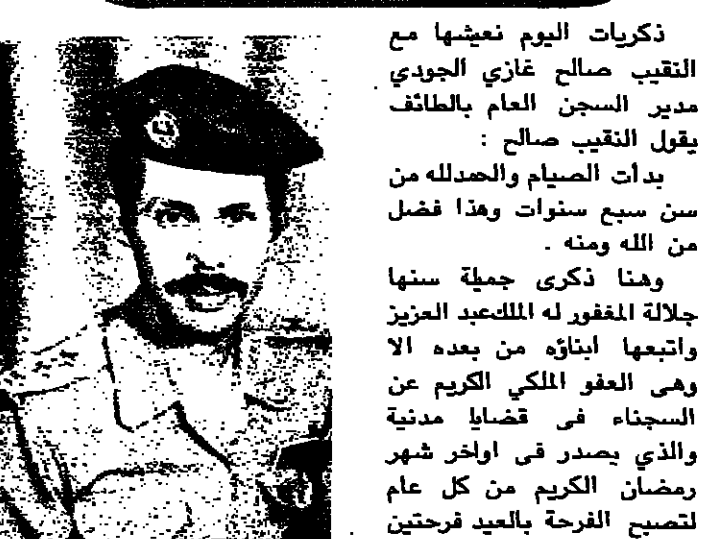 ذكريات اليوم نعيشها مع
النقيب صالح غازي الجودي
مدير السجن العام بالطائف
يقول النقيب صالح :
بدأت الصيام والحمدلله من
سن سبع سنوات وهذا فضل
من الله ومنه .
وهنا ذكرى جميلة سنها
جلالة المغفور له الملك عبد العزيز
واتبعها ابناؤه من بعده الا
وهى العفو الملكي الكريم عن
السجناء فى قضايا مدنية
والذي يصدر فى اواخر شهر
رمضان الكريم من كل عام
لتصبح الفرحة بالعيد فرحتين